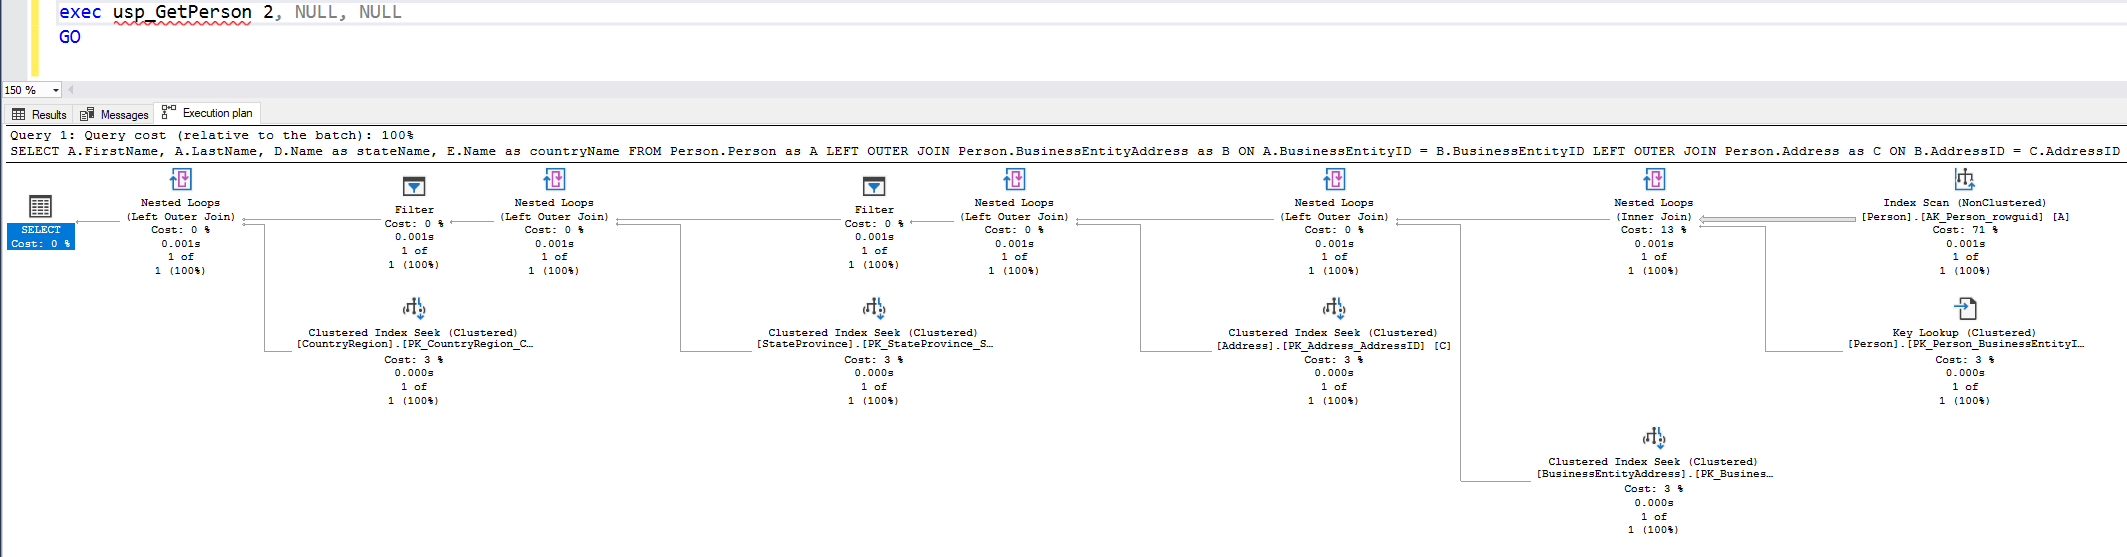 exec usp_GetPerson 2, NULL, NULL
GO
150 %
Results Messages Execution plan
Query 1: Query cost (relative to the batch): 100%
SELECT A.FirstName, A.LastName, D.Name as stateName, E.Name as countryName FROM Person.Person as A LEFT OUTER JOIN Person.BusinessEntityAddress as B ON A.BusinessEntityID = B.BusinessEntityID LEFT OUTER JOIN Person.Address as C ON B.AddressID = C.AddressID
SELECT
Cost: 0 %
Nested Loops
(Left Outer Join)
Cost: 0 %
0.001s
1 of
1 (100%)
Filter
Cost: 0 %
0.001s
1 of
1 (100%)
Nested Loops
(Left Outer Join)
Cost: 0 %
0.001s
1 of
1 (100%)
Filter
Cost: 0 %
0.001s
1 of
1 (100%)
Nested Loops
(Left Outer Join)
Cost: 0 %
0.001s
1 of
1 (100%)
Nested Loops
(Left Outer Join)
Cost: 0 %
0.001s
1 of
1 (100%)
Nested Loops
(Inner Join)
Cost: 13 %
0.001s
1 of
1 (100%)
Index Scan (NonClustered)
[Person].[AK_Person_rowguid] [A]
Cost: 71 %
0.001s
1 of
1 (100%)
Clustered Index Seek (Clustered)
[CountryRegion].[PK_CountryRegion_C…
Cost: 3 %
0.000s
1 of
1 (100%)
Clustered Index Seek (Clustered)
[StateProvince].[PK_StateProvince_S…
Cost: 3 %
0.000s
1 of
1 (100%)
Clustered Index Seek (Clustered)
[Address].[PK_Address_AddressID] [C]
Cost: 3 %
0.000s
1 of
1 (100%)
Key Lookup (Clustered)
[Person].[PK_Person_BusinessEntityI…
Cost: 3 %
0.000s
1 of
1 (100%)
Clustered Index Seek (Clustered)
[BusinessEntityAddress].[PK_Busines…
Cost: 3 %
0.000s
1 of
1 (100%)